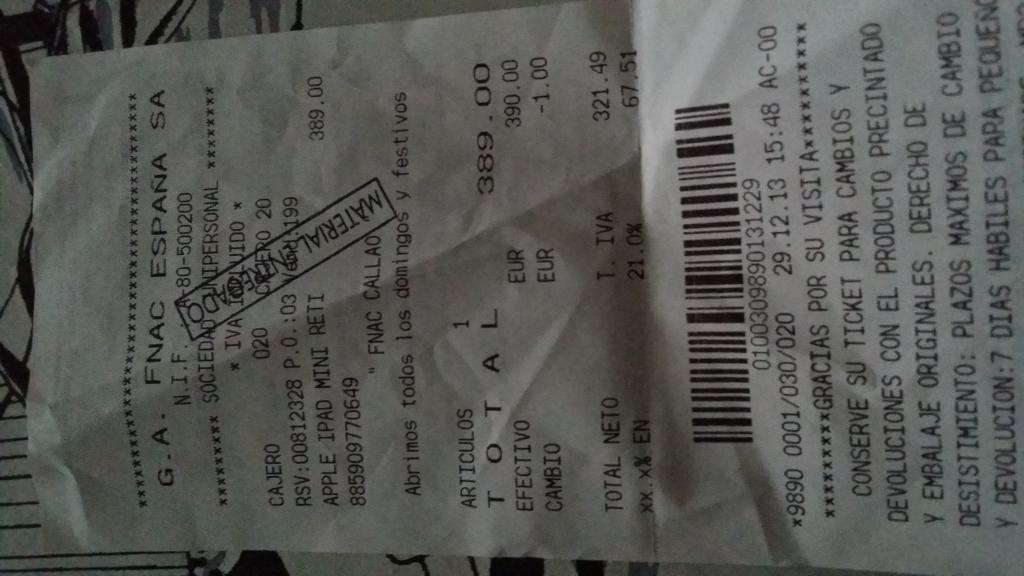 *********************************
G.A. FNAC ESPAÑA SA
N.I.F. : A-80-500200
******* SOCIEDAD UNIPERSONAL *******
* IVA INCLUIDO *
CAJERO 020 CAJERO 20
RSV:00812328 P.O.:03 199
APPLE IPAD MINI RETI 389.00
885909770649
MATERIAL
" FNAC CALLAO
Abrimos todos los domingos y festivos
ARTICULOS 1
T O T A L 389.00
EFECTIVO EUR 390.00
CAMBIO EUR -1.00
TOTAL NETO T. IVA 321.49
xx.x% EN 21.0% 67.51
0100309890131229
*9890 0001/030/020 29.12.13 15:48 AC-00
*******GRACIAS POR SU VISITA*******
CONSERVE SU TICKET PARA CAMBIOS Y
DEVOLUCIONES CON EL PRODUCTO PRECINTADO
Y EMBALAJE ORIGINALES. DERECHO DE
DESISTIMIENTO: PLAZOS MAXIMOS DE CAMBIO
Y DEVOLUCION:7 DIAS HABILES PARA